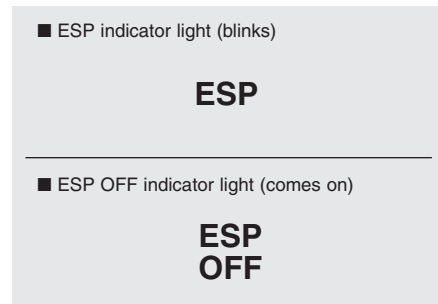 ■ ESP indicator light (blinks)
ESP
■ ESP OFF indicator light (comes on)
ESP
OFF